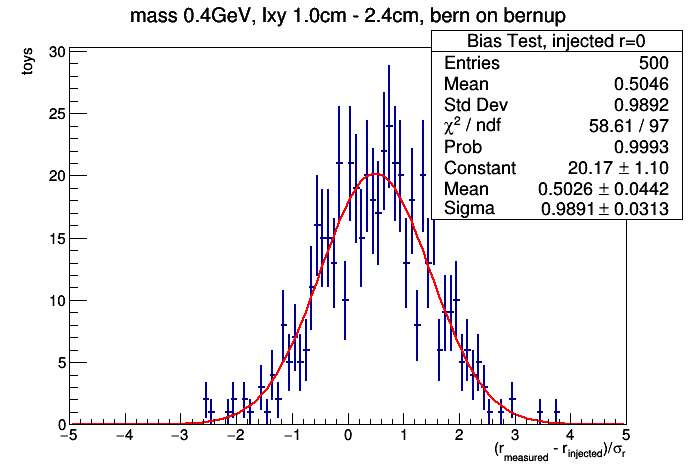 mass 0.4GeV, lxy 1.0cm - 2.4cm, bern on bernup
toys
Bias Test, injected r=0
Entries 500
Mean 0.5046
Std Dev 0.9892
χ² / ndf 58.61 / 97
Prob 0.9993
Constant 20.17 ± 1.10
Mean 0.5026 ± 0.0442
Sigma 0.9891 ± 0.0313
30
25
20
15
10
5
0
−5 −4 −3 −2 −1 0 1 2 3 4 5
(r_measured - r_injected)/σ_r